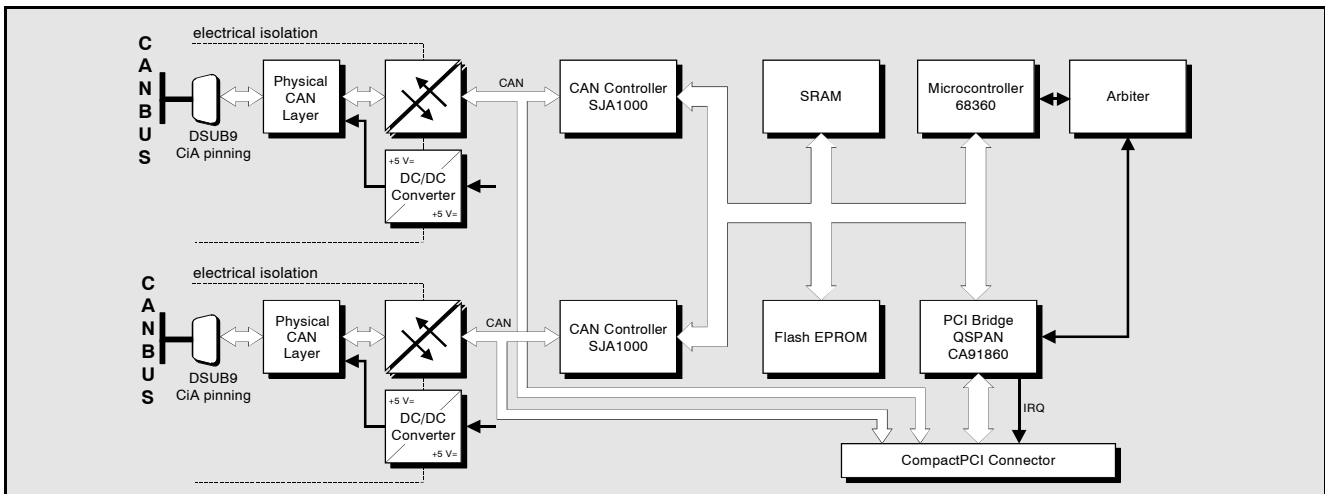 electrical isolation
C
A
N
B
U
S
DSUB9
CiA pinning
Physical
CAN
Layer
+5 V=
DC/DC
Converter
+5 V=
CAN
CAN Controller
SJA1000
SRAM
Microcontroller
68360
Arbiter
electrical isolation
C
A
N
B
U
S
DSUB9
CiA pinning
Physical
CAN
Layer
+5 V=
DC/DC
Converter
+5 V=
CAN
CAN Controller
SJA1000
Flash EPROM
PCI Bridge
QSPAN
CA91860
IRQ
CompactPCI Connector